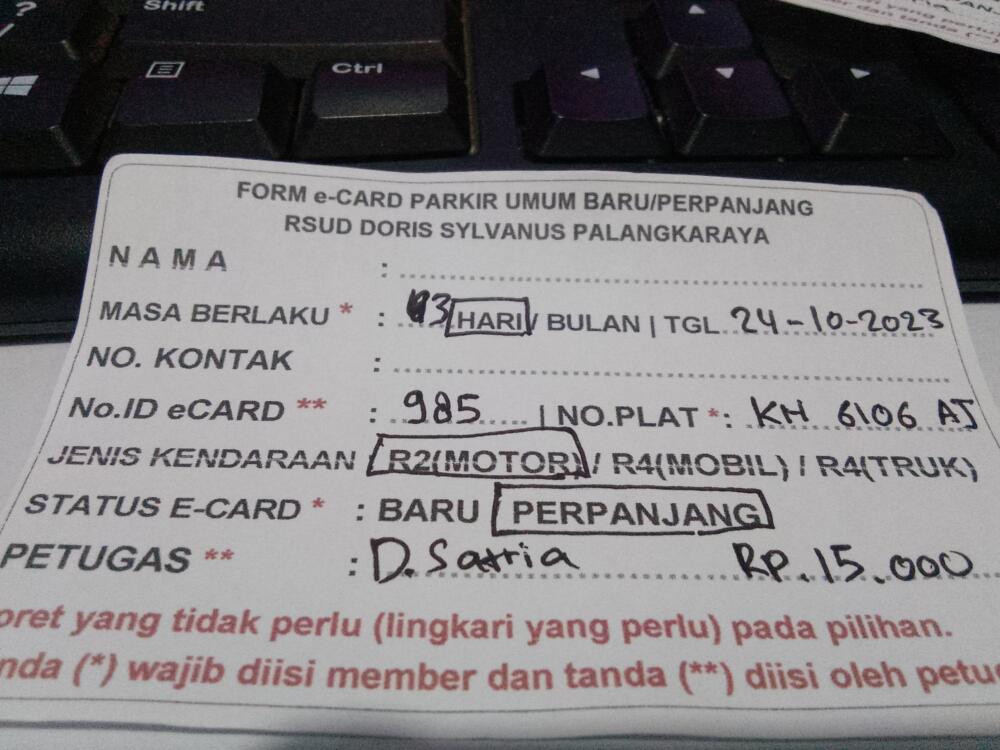 ?
/
Shift
Ctrl
FORM e-CARD PARKIR UMUM BARU/PERPANJANG
RSUD DORIS SYLVANUS PALANGKARAYA
N A M A :
MASA BERLAKU * : 3 HARI / BULAN | TGL 24-10-2023
NO. KONTAK :
No.ID eCARD ** : 985 | NO.PLAT *: KH 6106 AJ
JENIS KENDARAAN R2(MOTOR) / R4(MOBIL) / R4(TRUK)
STATUS E-CARD * : BARU PERPANJANG
PETUGAS ** : D. Satria Rp. 15.000
oret yang tidak perlu (lingkari yang perlu) pada pilihan.
nda (*) wajib diisi member dan tanda (**) diisi oleh petu